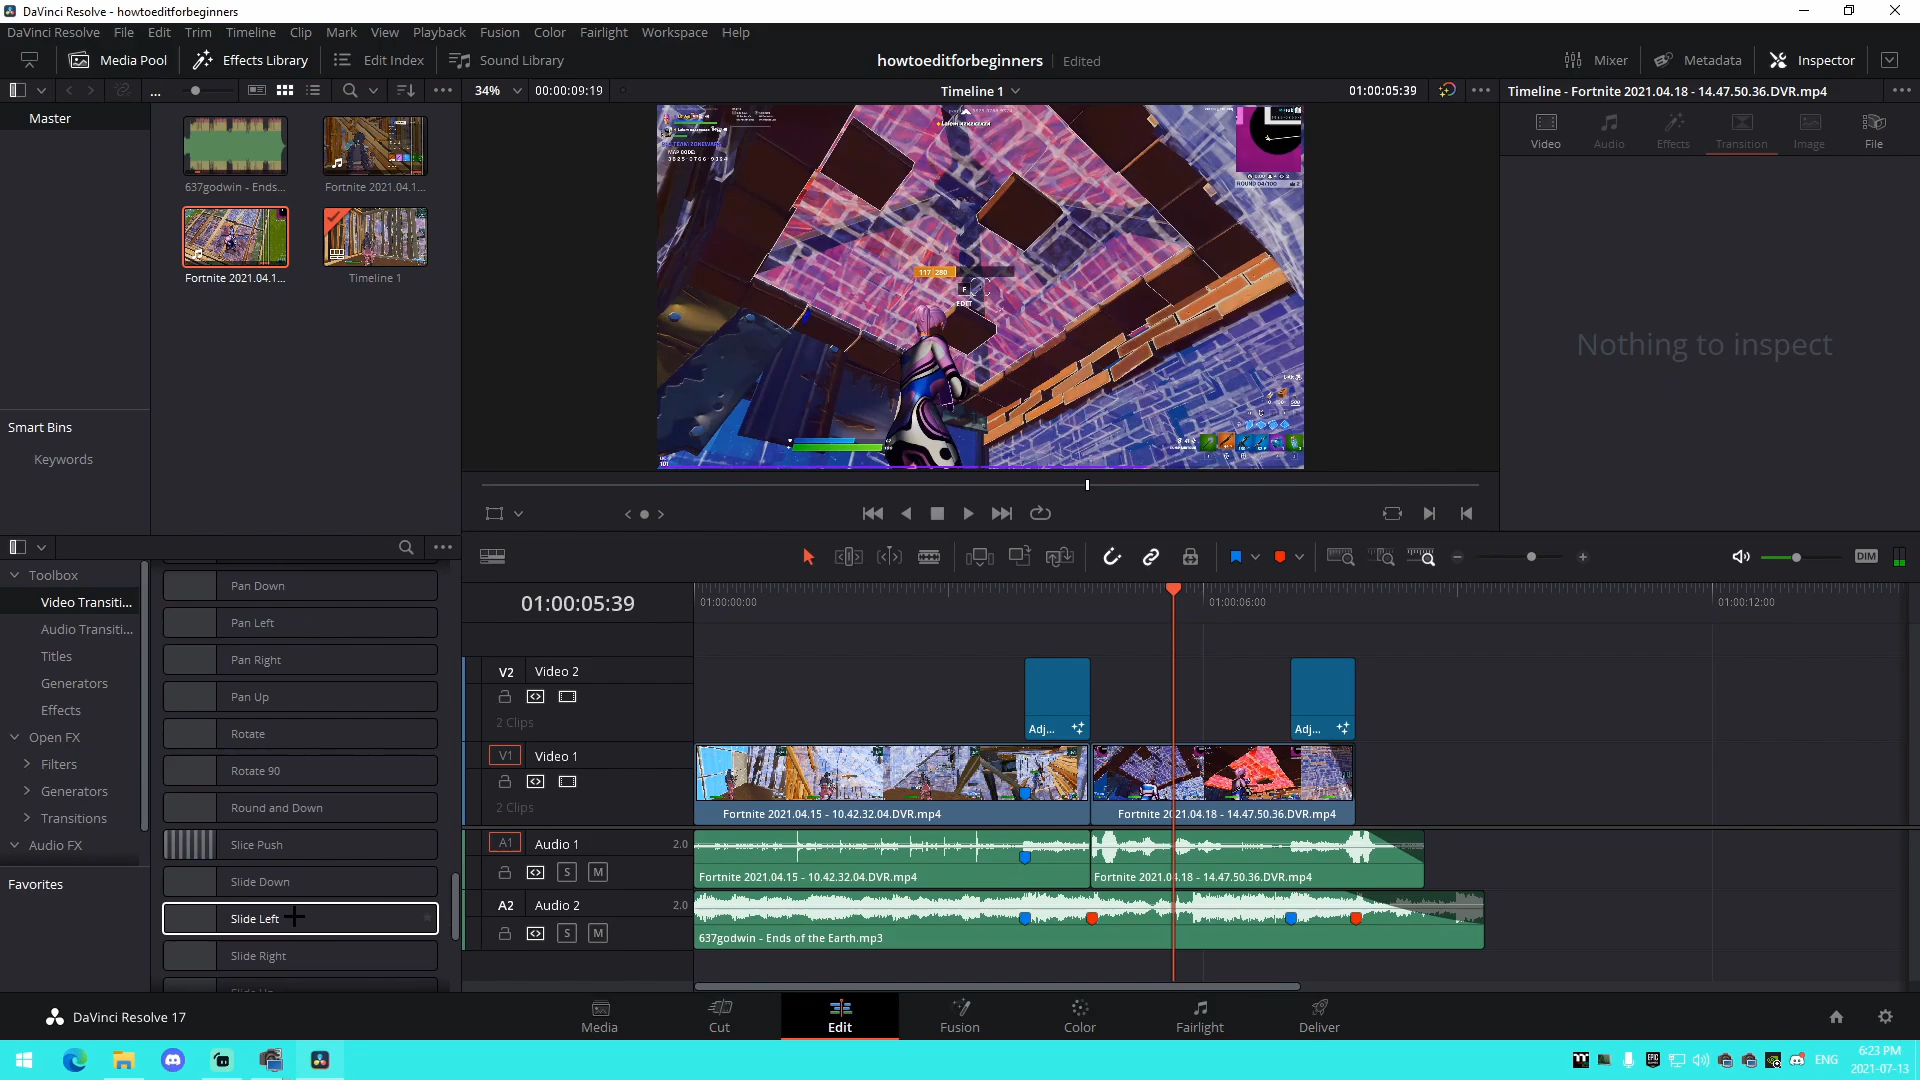 DaVinci Resolve - howtoeditforbeginners
DaVinci Resolve File Edit Trim Timeline Clip Mark View Playback Fusion Color Fairlight Workspace Help
Media Pool Effects Library Edit Index Sound Library
howtoeditforbeginners Edited
Mixer Metadata Inspector
34% 00:00:09:19 Timeline 1 01:00:05:39
Timeline - Fortnite 2021.04.18 - 14.47.50.36.DVR.mp4
Master
637godwin - Ends... Fortnite 2021.04.1...
Fortnite 2021.04.1... Timeline 1
Video Audio Effects Transition Image File
MAP CODE:
ROUND 04/100
117 280
F
EDIT
Nothing to inspect
Smart Bins
Keywords
Toolbox
Video Transiti...
Audio Transiti...
Titles
Generators
Effects
Open FX
Filters
Generators
Transitions
Audio FX
Favorites
Pan Down
Pan Left
Pan Right
Pan Up
Rotate
Rotate 90
Round and Down
Slice Push
Slide Down
Slide Left
Slide Right
Slide Up
DIM
01:00:05:39
01:00:00:00 01:00:06:00 01:00:12:00
V2 Video 2
2 Clips
Adj... Adj...
V1 Video 1
2 Clips
Fortnite 2021.04.15 - 10.42.32.04.DVR.mp4 Fortnite 2021.04.18 - 14.47.50.36.DVR.mp4
A1 Audio 1 2.0
S M
Fortnite 2021.04.15 - 10.42.32.04.DVR.mp4 Fortnite 2021.04.18 - 14.47.50.36.DVR.mp4
A2 Audio 2 2.0
S M
637godwin - Ends of the Earth.mp3
DaVinci Resolve 17
Media Cut Edit Fusion Color Fairlight Deliver
ENG
6:23 PM
2021-07-13